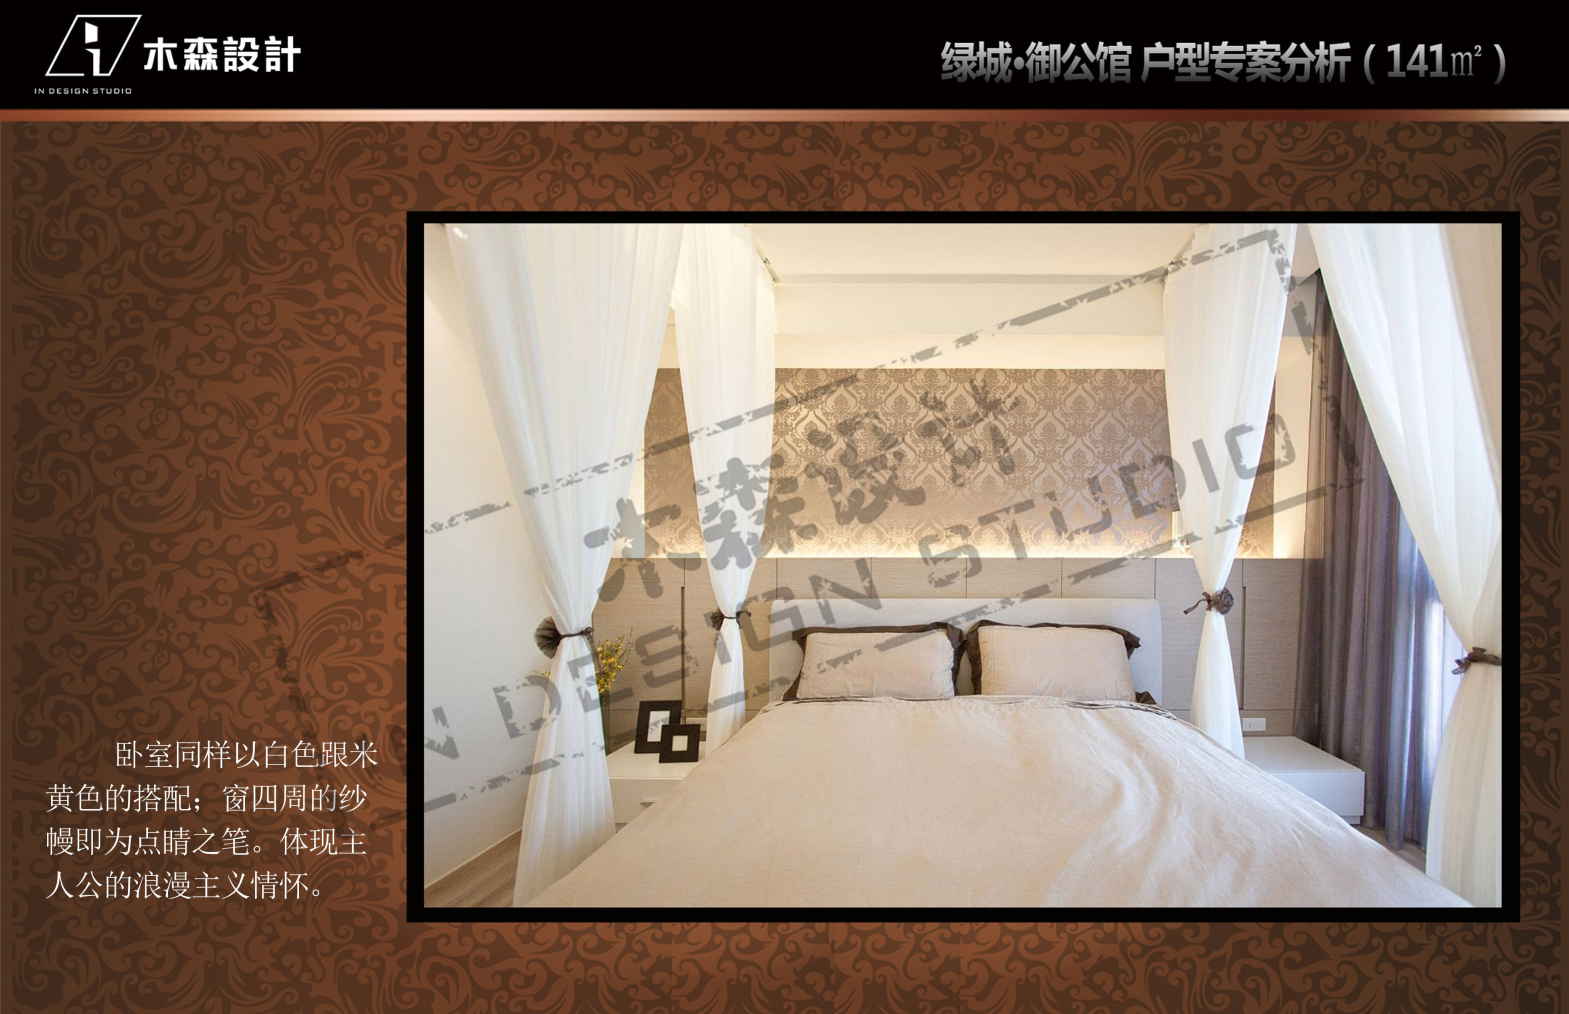 木森設計
IN DESIGN STUDIO
绿城·御公馆 户型专案分析（141㎡）
木森设计
IN DESIGN STUDIO
卧室同样以白色跟米
黄色的搭配；窗四周的纱
幔即为点睛之笔。体现主
人公的浪漫主义情怀。